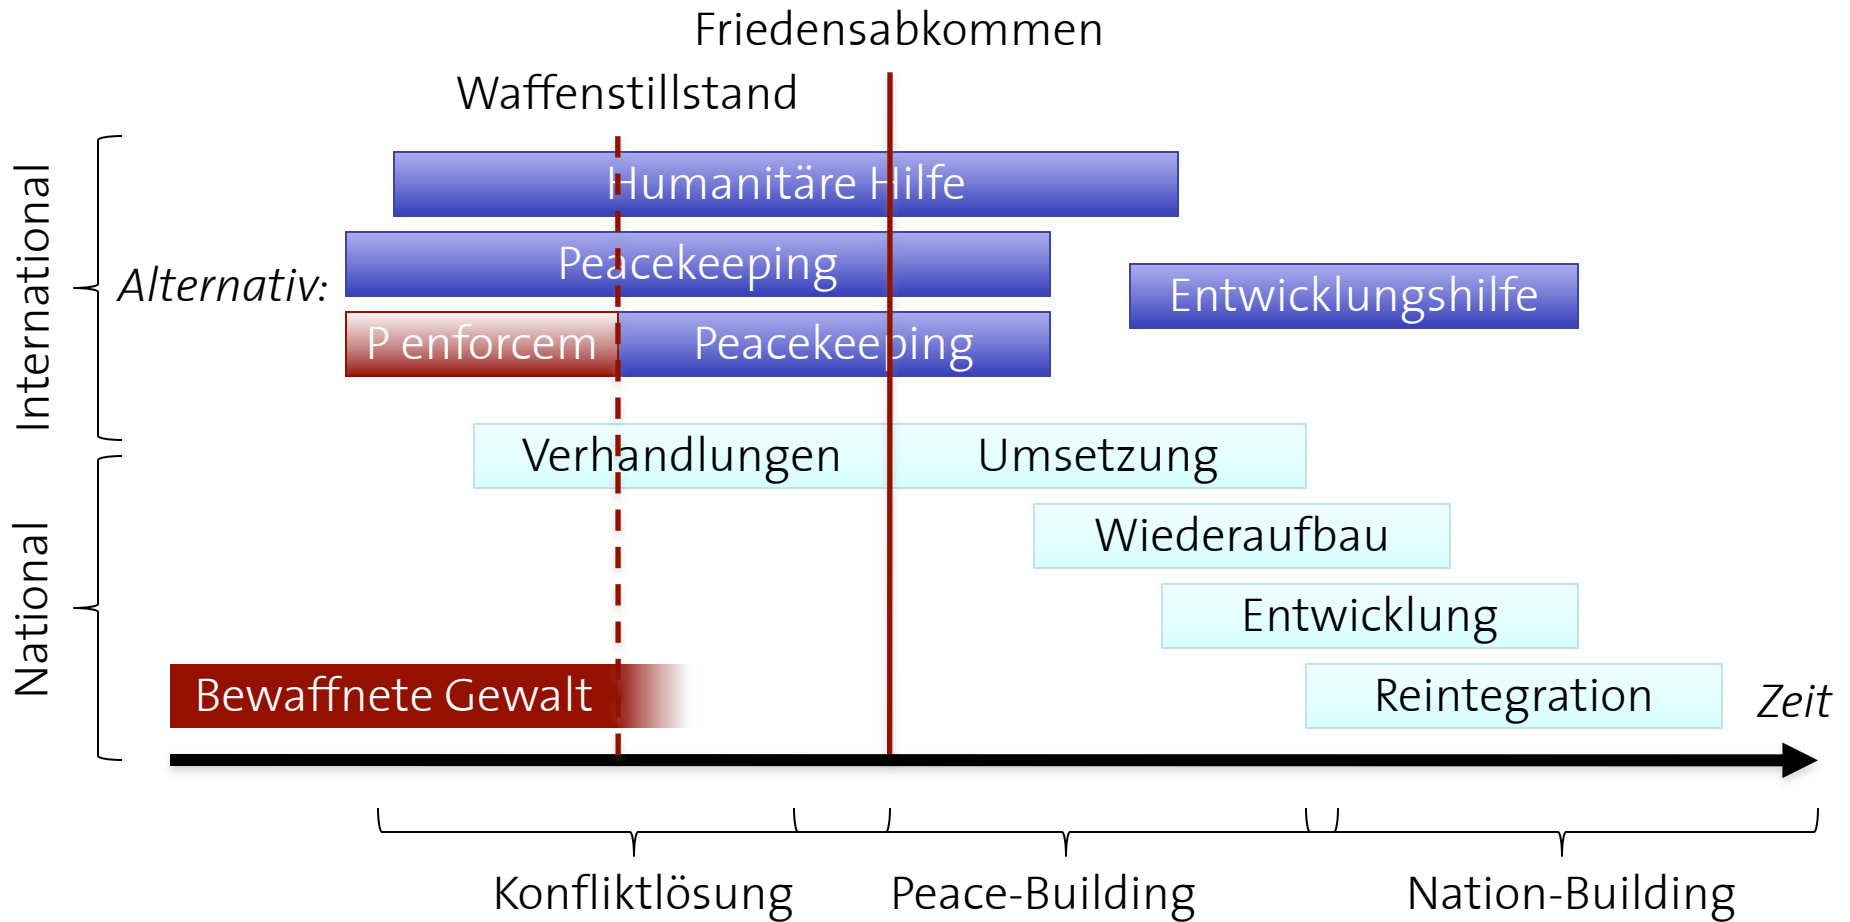 Friedensabkommen
Waffenstillstand
International
Humanitäre Hilfe
Alternativ:
Peacekeeping
Entwicklungshilfe
P enforcem
Peacekeeping
National
Verhandlungen
Umsetzung
Wiederaufbau
Entwicklung
Bewaffnete Gewalt
Reintegration
Zeit
Konfliktlösung
Peace-Building
Nation-Building